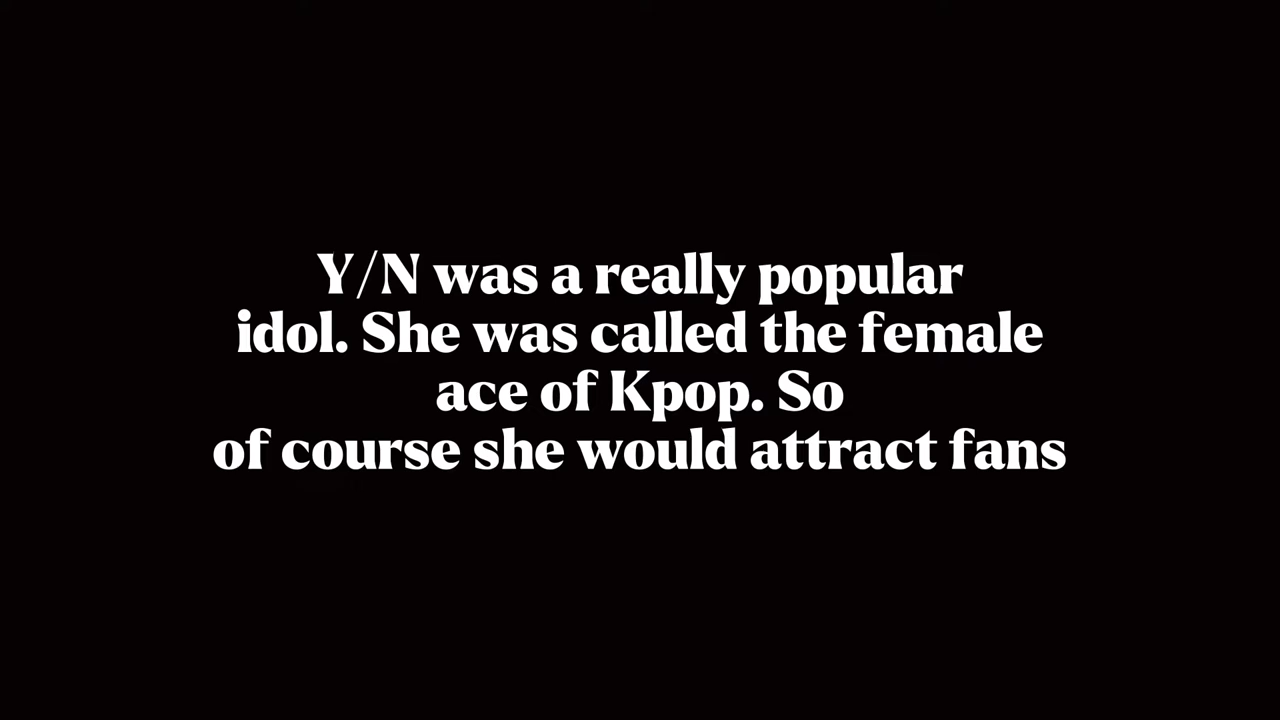 Y/N was a really popular
idol. She was called the female
ace of Kpop. So
of course she would attract fans